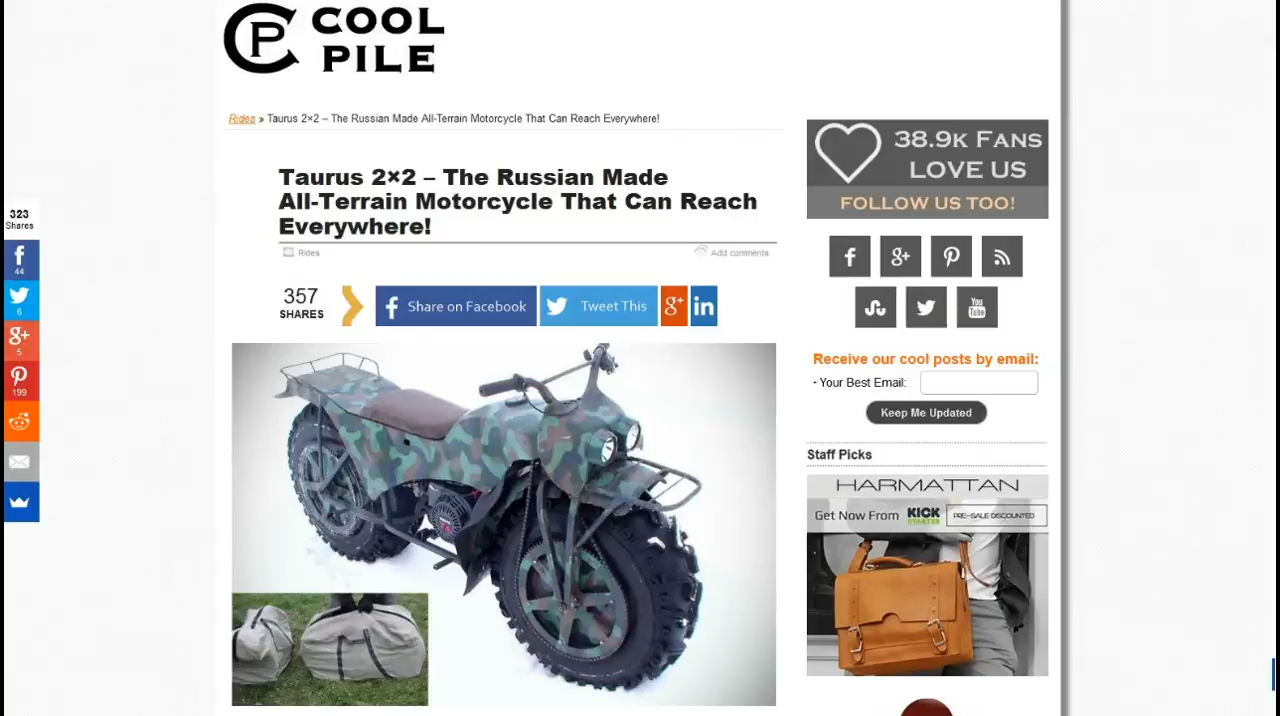 COOL
PILE
Rides » Taurus 2×2 – The Russian Made All-Terrain Motorcycle That Can Reach Everywhere!
Taurus 2×2 – The Russian Made
All-Terrain Motorcycle That Can Reach
Everywhere!
Rides
Add comments
357
SHARES
Share on Facebook
Tweet This
g+
in
323
Shares
44
6
g+
5
199
38.9K FANS
LOVE US
FOLLOW US TOO!
g+
You
Tube
Receive our cool posts by email:
- Your Best Email:
Keep Me Updated
Staff Picks
HARMATTAN
Get Now From KICK STARTER PRE-SALE DISCOUNTED